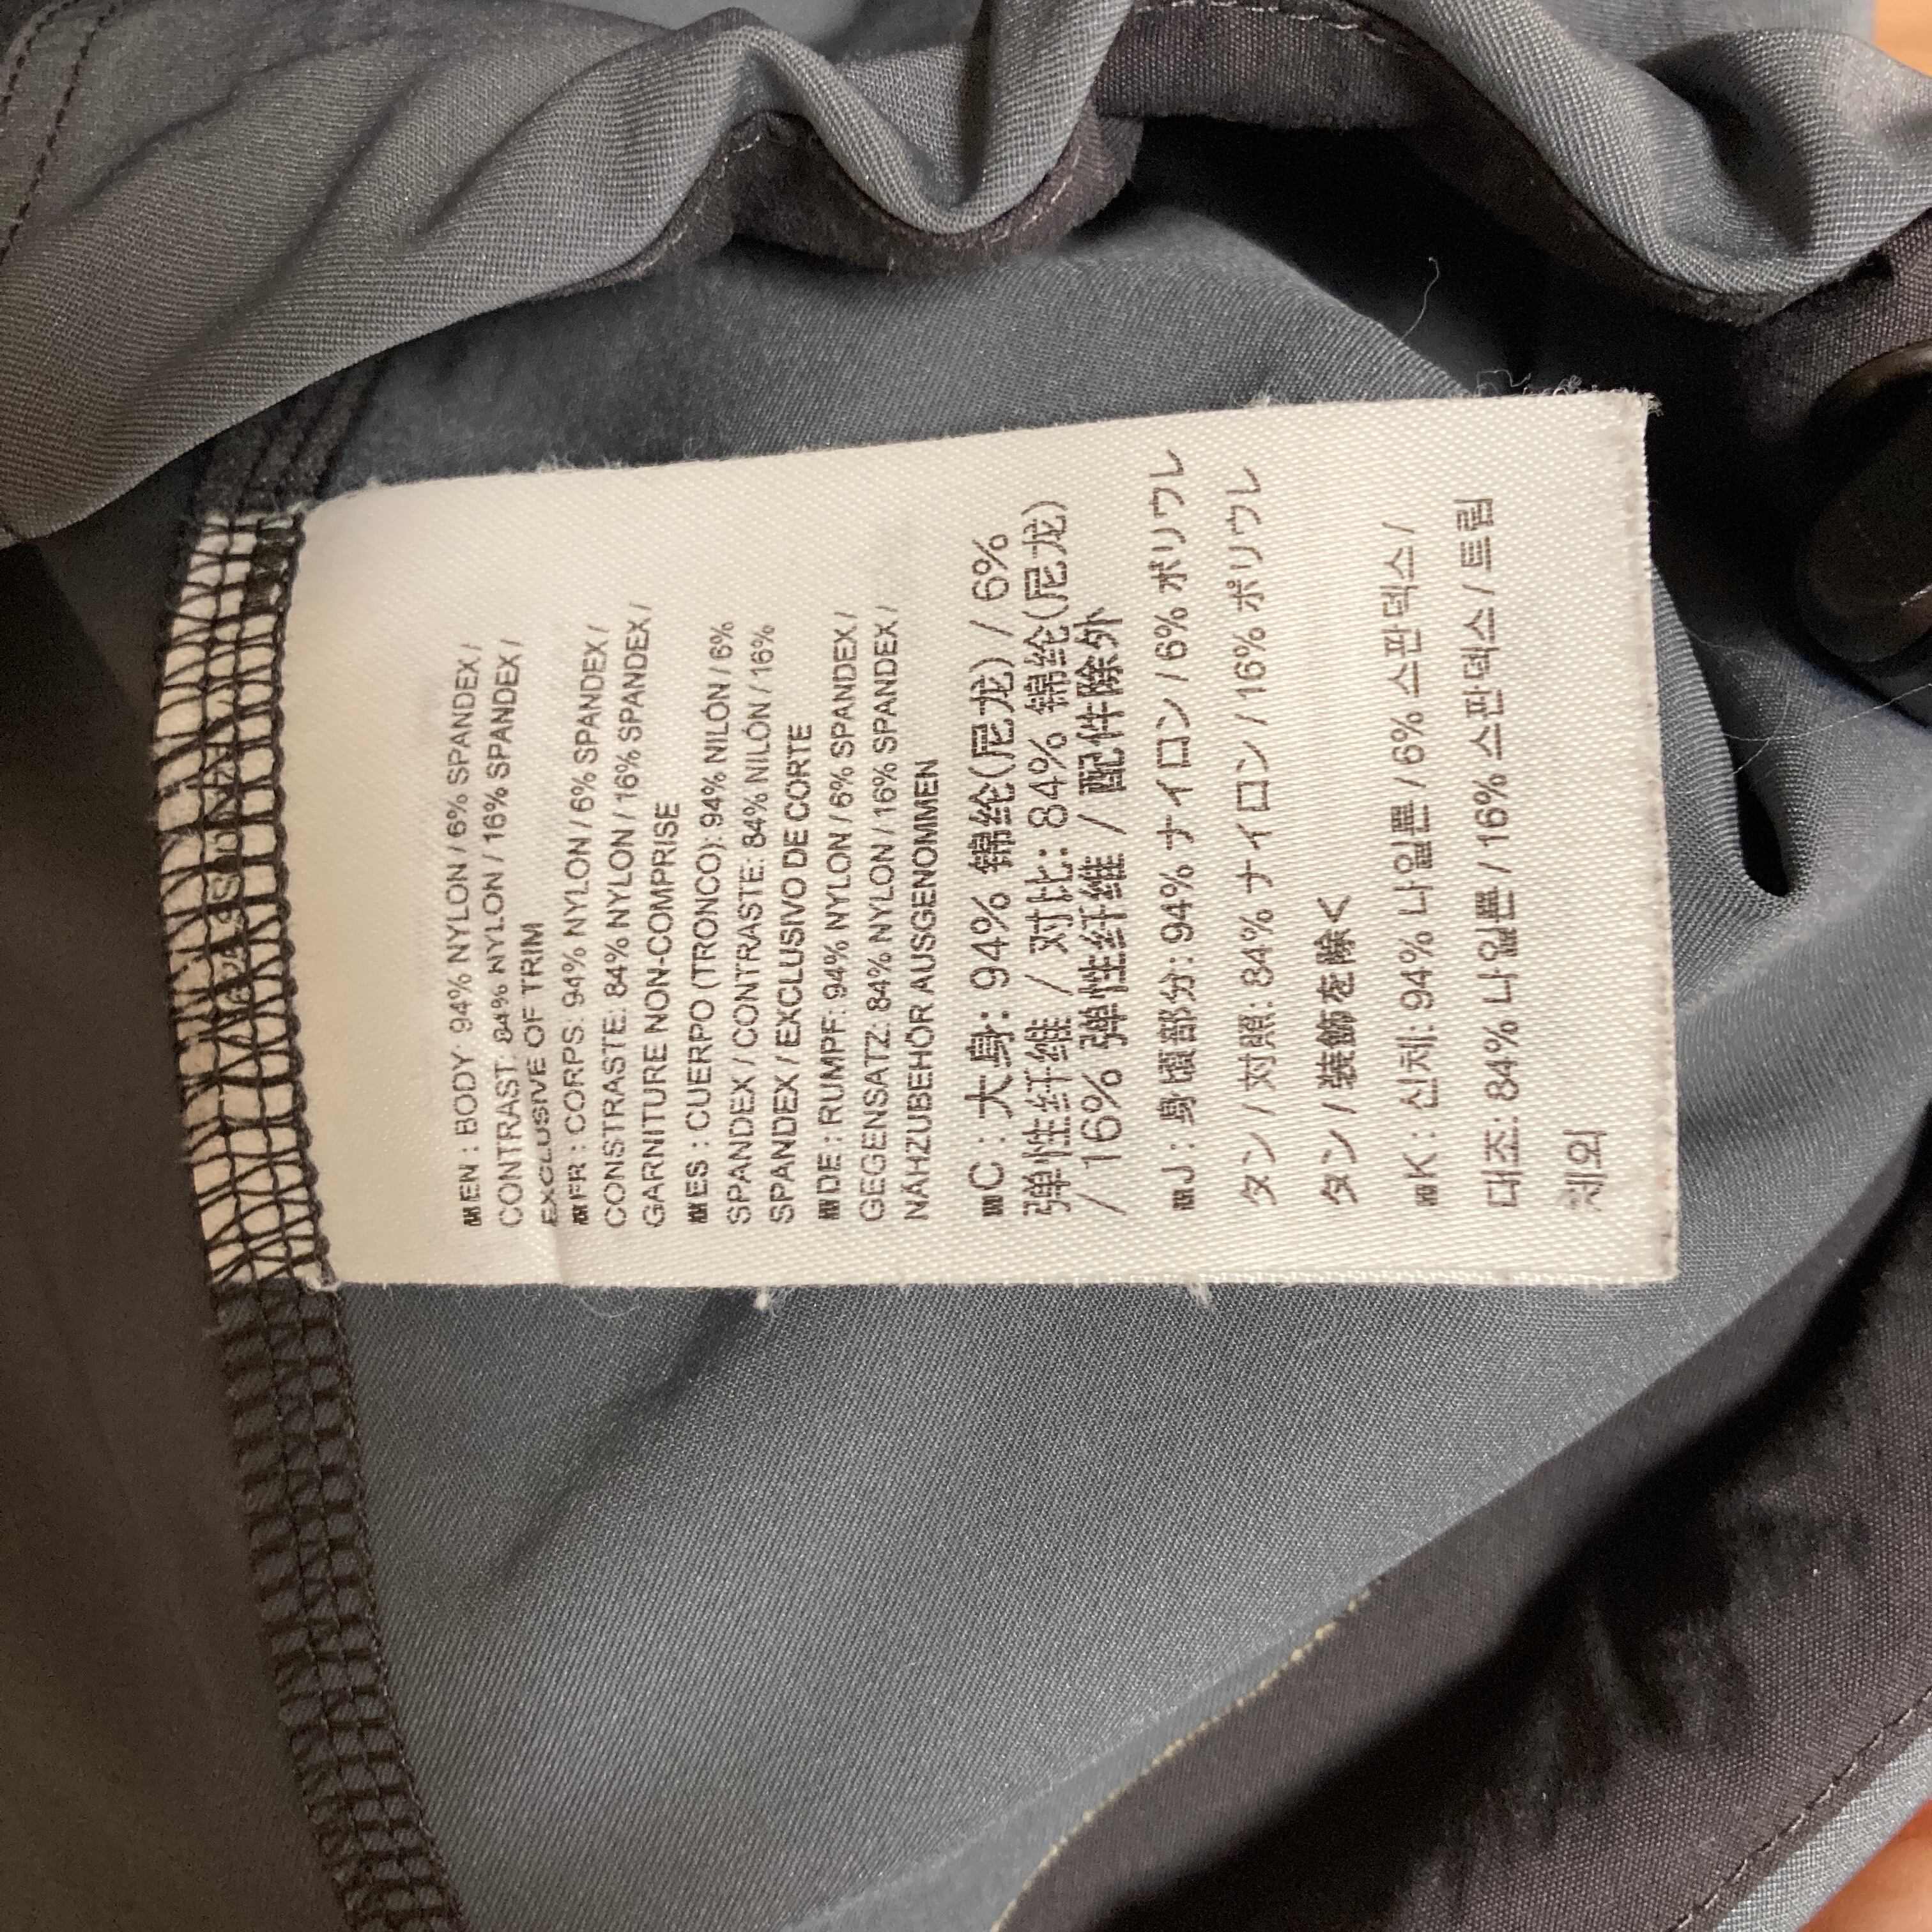 EN : BODY 94% NYLON / 6% SPANDEX /
CONTRAST: 84% NYLON / 16% SPANDEX /
EXCLUSIVE OF TRIM
FR : CORPS: 94% NYLON / 6% SPANDEX /
CONSTRASTE: 84% NYLON / 16% SPANDEX /
GARNITURE NON-COMPRISE
ES : CUERPO (TRONCO): 94% NILÓN / 6%
SPANDEX / CONTRASTE: 84% NILÓN / 16%
SPANDEX / EXCLUSIVO DE CORTE
DE : RUMPF: 94% NYLON / 6% SPANDEX /
GEGENSATZ: 84% NYLON / 16% SPANDEX /
NÄHZUBEHÖR AUSGENOMMEN
C : 大身: 94% 锦纶(尼龙) / 6%
弹性纤维 / 对比: 84% 锦纶(尼龙)
/ 16% 弹性纤维 / 配件除外
J : 身頃部分: 94% ナイロン / 6% ポリウレ
タン / 対照: 84% ナイロン / 16% ポリウレ
タン / 装飾を除く
K : 신체: 94% 나일론 / 6% 스판덱스 /
대조: 84% 나일론 / 16% 스판덱스 / 트림
제외